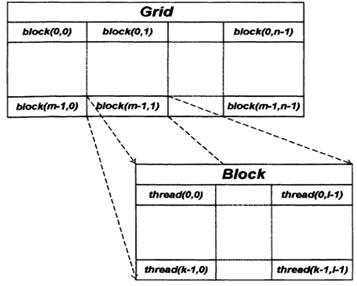 Grid
block(0,0) block(0,1) block(0,n-1)
block(m-1,0) block(m-1,1) block(m-1,n-1)
Block
thread(0,0) thread(0,l-1)
thread(k-1,0) thread(k-1,l-1)